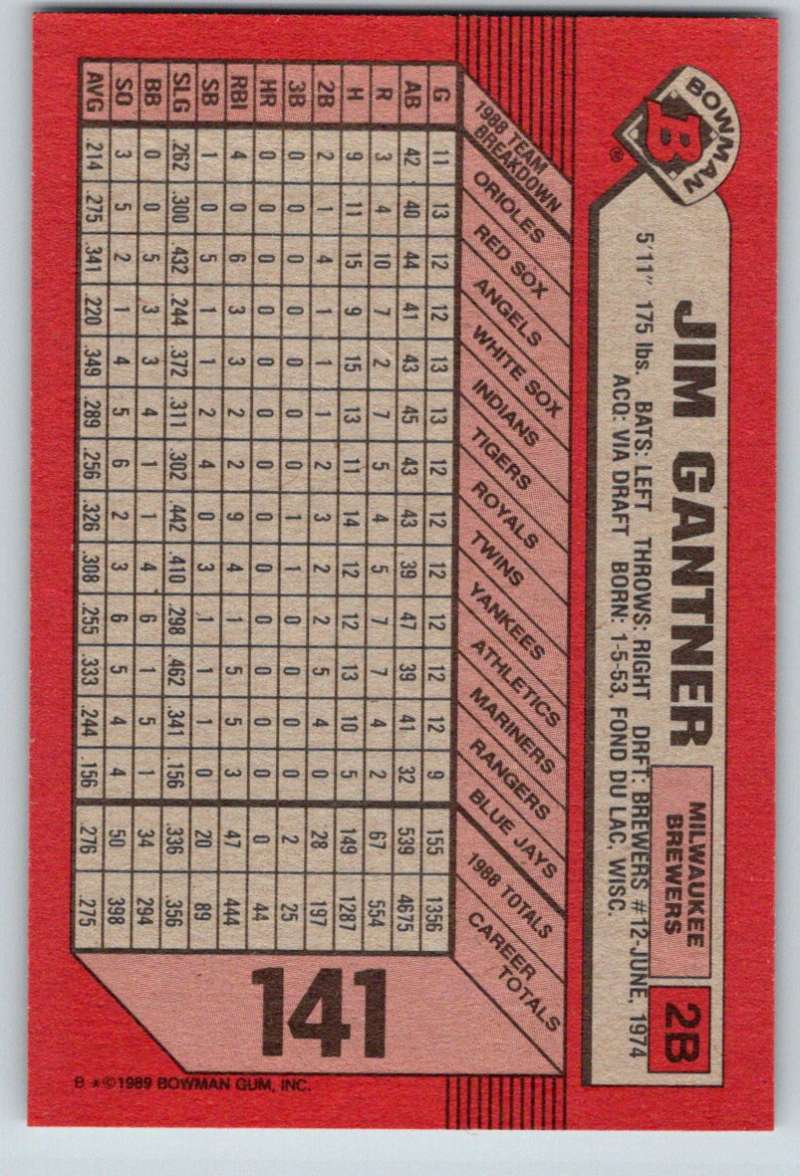 BOWMAN
B
®
JIM GANTNER
MILWAUKEE
BREWERS
2B
5'11" 175 lbs. BATS: LEFT THROWS: RIGHT DRFT: BREWERS #12-JUNE, 1974
ACQ: VIA DRAFT BORN: 1-5-53, FOND DU LAC, WISC.
1988 TEAM
BREAKDOWN
ORIOLES
RED SOX
ANGELS
WHITE SOX
INDIANS
TIGERS
ROYALS
TWINS
YANKEES
ATHLETICS
MARINERS
RANGERS
BLUE JAYS
1988 TOTALS
CAREER
TOTALS
G 11 13 12 12 13 13 12 12 12 12 12 12 9 155 1356
AB 42 40 44 41 43 45 43 43 39 47 39 41 32 539 4675
R 3 4 10 7 2 7 5 4 5 7 7 4 2 67 554
H 9 11 15 9 15 13 11 14 12 12 13 10 5 149 1287
2B 2 1 4 1 1 1 2 3 2 2 5 4 0 28 197
3B 0 0 0 0 0 0 0 1 1 0 0 0 0 2 25
HR 0 0 0 0 0 0 0 0 0 0 0 0 0 0 44
RBI 4 0 6 3 3 2 2 9 4 1 5 5 3 47 444
SB 1 0 5 1 1 2 4 0 3 1 1 1 0 20 89
SLG .262 .300 .432 .244 .372 .311 .302 .442 .410 .298 .462 .341 .156 .336 .356
BB 0 0 5 3 3 4 1 1 4 6 1 5 1 34 294
SO 3 5 2 1 4 5 6 2 3 6 5 4 4 50 398
AVG .214 .275 .341 .220 .349 .289 .256 .326 .308 .255 .333 .244 .156 .276 .275
141
B *©1989 BOWMAN GUM, INC.